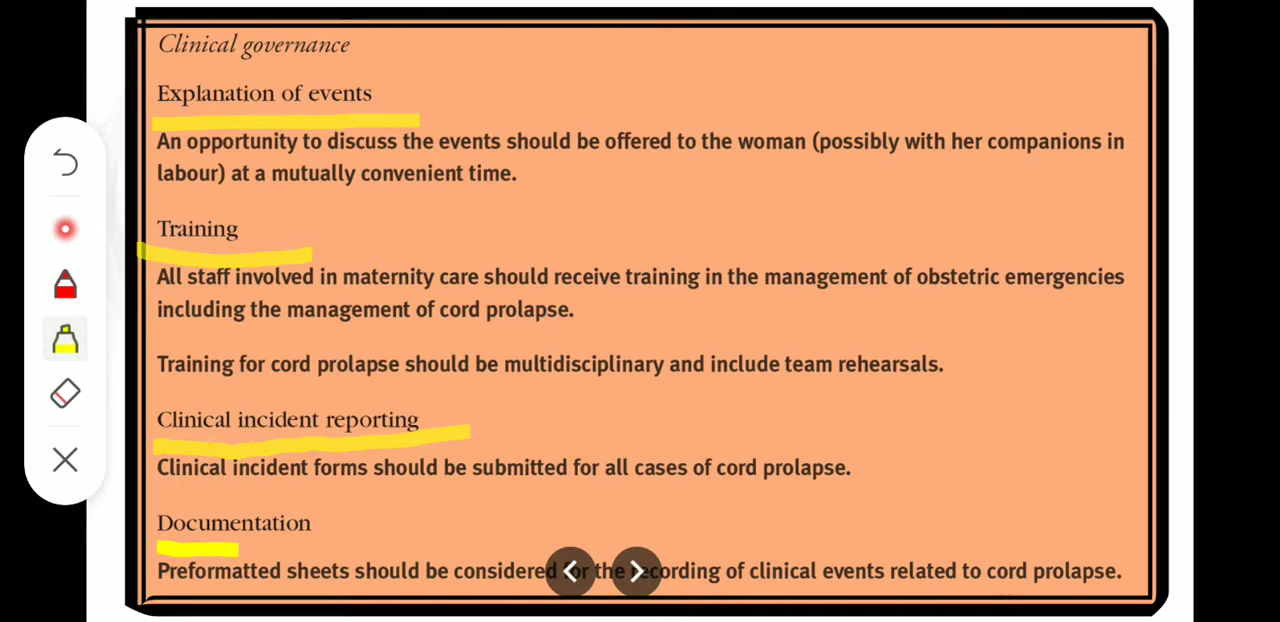 Clinical governance
Explanation of events
An opportunity to discuss the events should be offered to the woman (possibly with her companions in
labour) at a mutually convenient time.
Training
All staff involved in maternity care should receive training in the management of obstetric emergencies
including the management of cord prolapse.
Training for cord prolapse should be multidisciplinary and include team rehearsals.
Clinical incident reporting
Clinical incident forms should be submitted for all cases of cord prolapse.
Documentation
Preformatted sheets should be considered for the recording of clinical events related to cord prolapse.